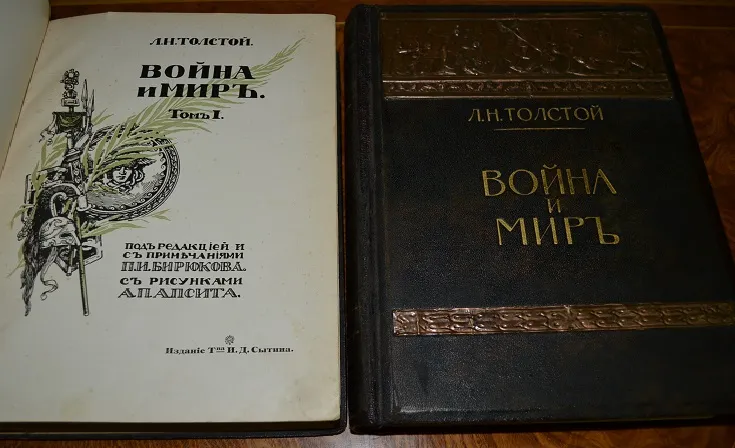 Л.Н.ТОЛСТОЙ.
ВОЙНА
и МИРЪ.
Томъ I.
ПОДЪ РЕДАКЦІЕЙ И
СЪ ПРИМѢЧАНІЯМИ
П.И.БИРЮКОВА.
СЪ РИСУНКАМИ
А.П.АПСИТА.
Изданіе Т-ва И. Д. Сытина.
Л.Н.ТОЛСТОЙ
ВОЙНА
И
МИРЪ